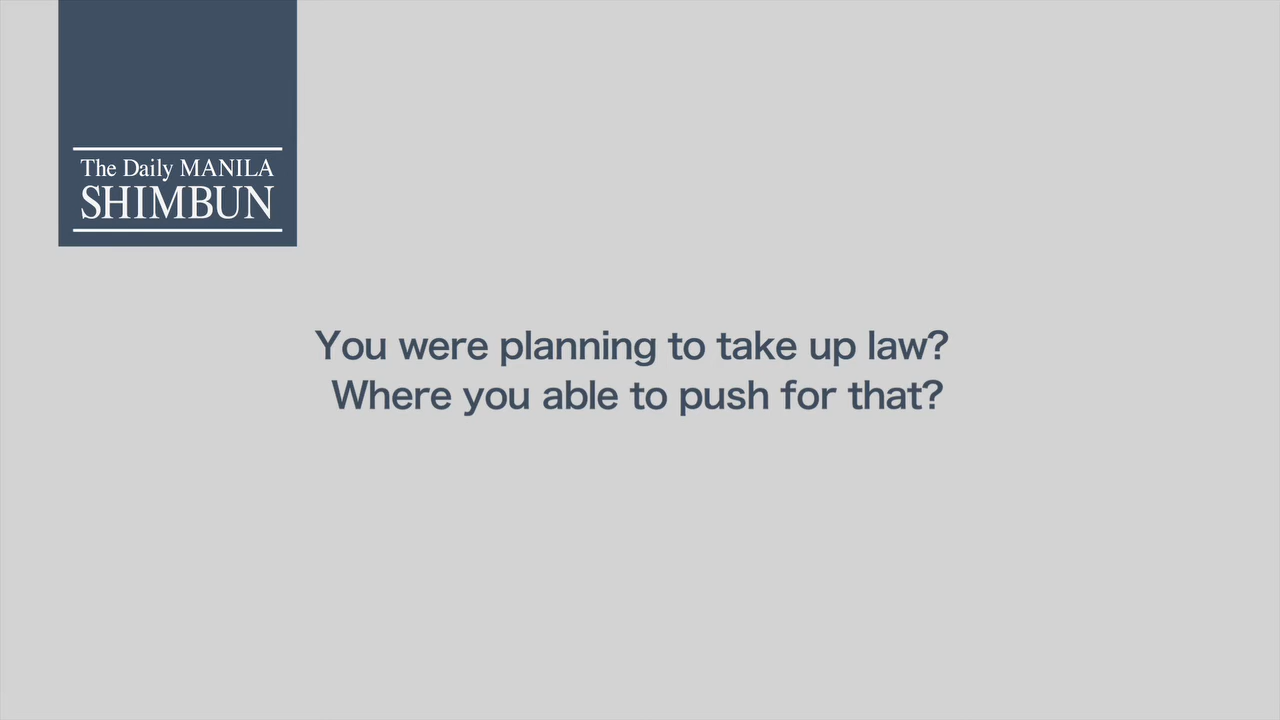 The Daily MANILA
SHIMBUN
You were planning to take up law?
Where you able to push for that?